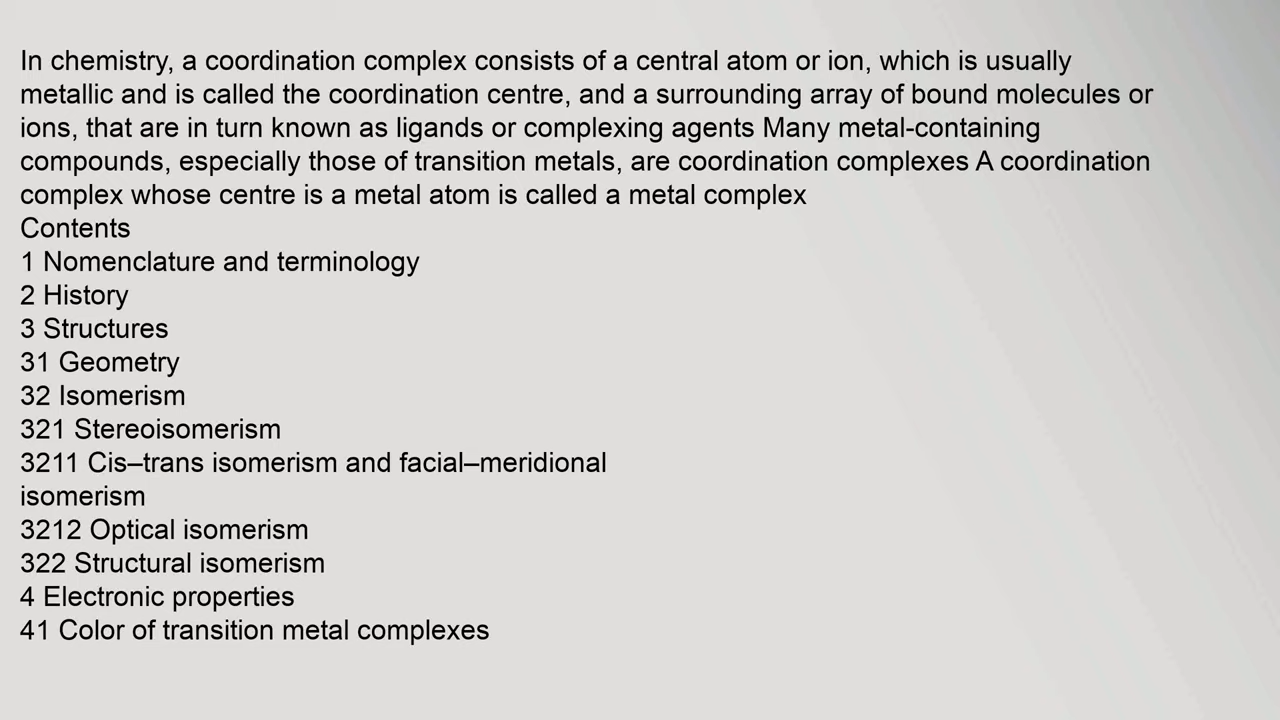 In chemistry, a coordination complex consists of a central atom or ion, which is usually
metallic and is called the coordination centre, and a surrounding array of bound molecules or
ions, that are in turn known as ligands or complexing agents Many metal-containing
compounds, especially those of transition metals, are coordination complexes A coordination
complex whose centre is a metal atom is called a metal complex
Contents
1 Nomenclature and terminology
2 History
3 Structures
31 Geometry
32 Isomerism
321 Stereoisomerism
3211 Cis–trans isomerism and facial–meridional
isomerism
3212 Optical isomerism
322 Structural isomerism
4 Electronic properties
41 Color of transition metal complexes